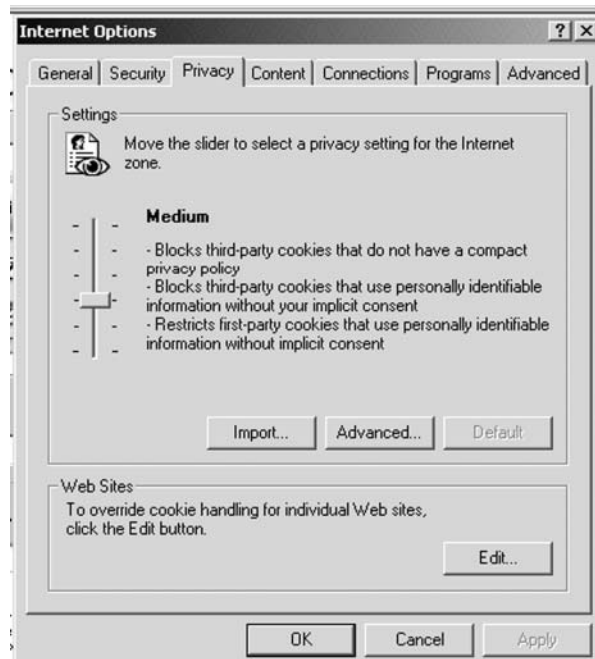 Internet Options
General Security Privacy Content Connections Programs Advanced
Settings
Move the slider to select a privacy setting for the Internet
zone.
Medium
- Blocks third-party cookies that do not have a compact
privacy policy
- Blocks third-party cookies that use personally identifiable
information without your implicit consent
- Restricts first-party cookies that use personally identifiable
information without implicit consent
Import... Advanced... Default
Web Sites
To override cookie handling for individual Web sites,
click the Edit button.
Edit...
OK Cancel Apply